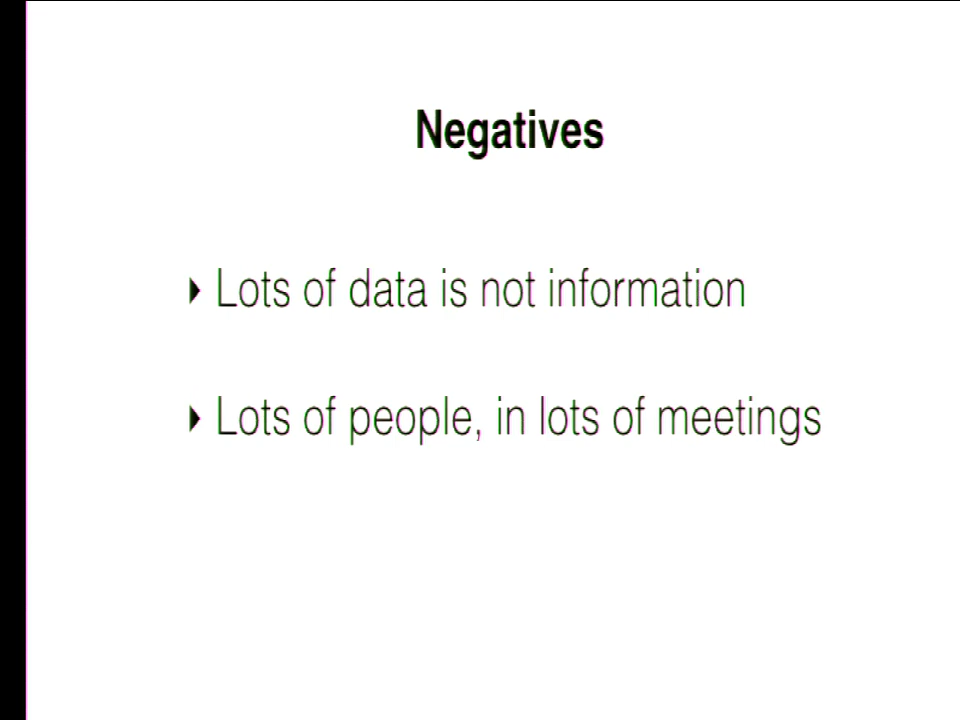 Negatives
Lots of data is not information
Lots of people, in lots of meetings